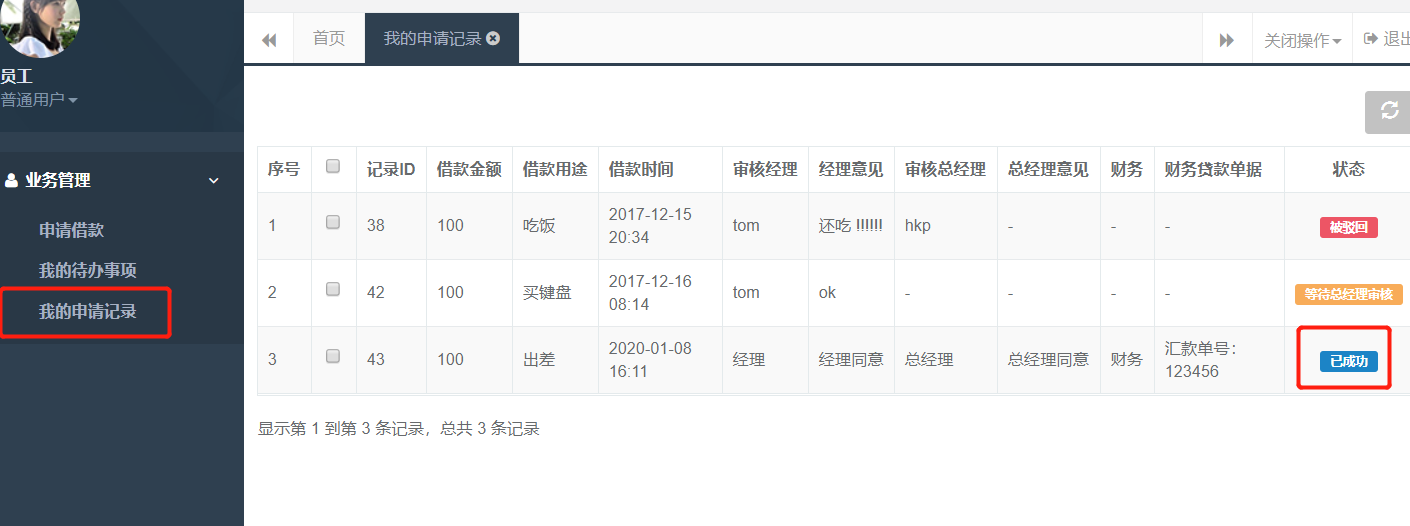 员工
普通用户
业务管理
申请借款
我的待办事项
我的申请记录
首页 我的申请记录 关闭操作 退出
序号 记录ID 借款金额 借款用途 借款时间 审核经理 经理意见 审核总经理 总经理意见 财务 财务贷款单据 状态
1 38 100 吃饭 2017-12-15 tom 还吃 !!!!!! hkp - - - 被驳回
20:34
2 42 100 买键盘 2017-12-16 tom ok - - - - 等待总经理审核
08:14
3 43 100 出差 2020-01-08 经理 经理同意 总经理 总经理同意 财务 汇款单号： 已成功
16:11 123456
显示第 1 到第 3 条记录，总共 3 条记录